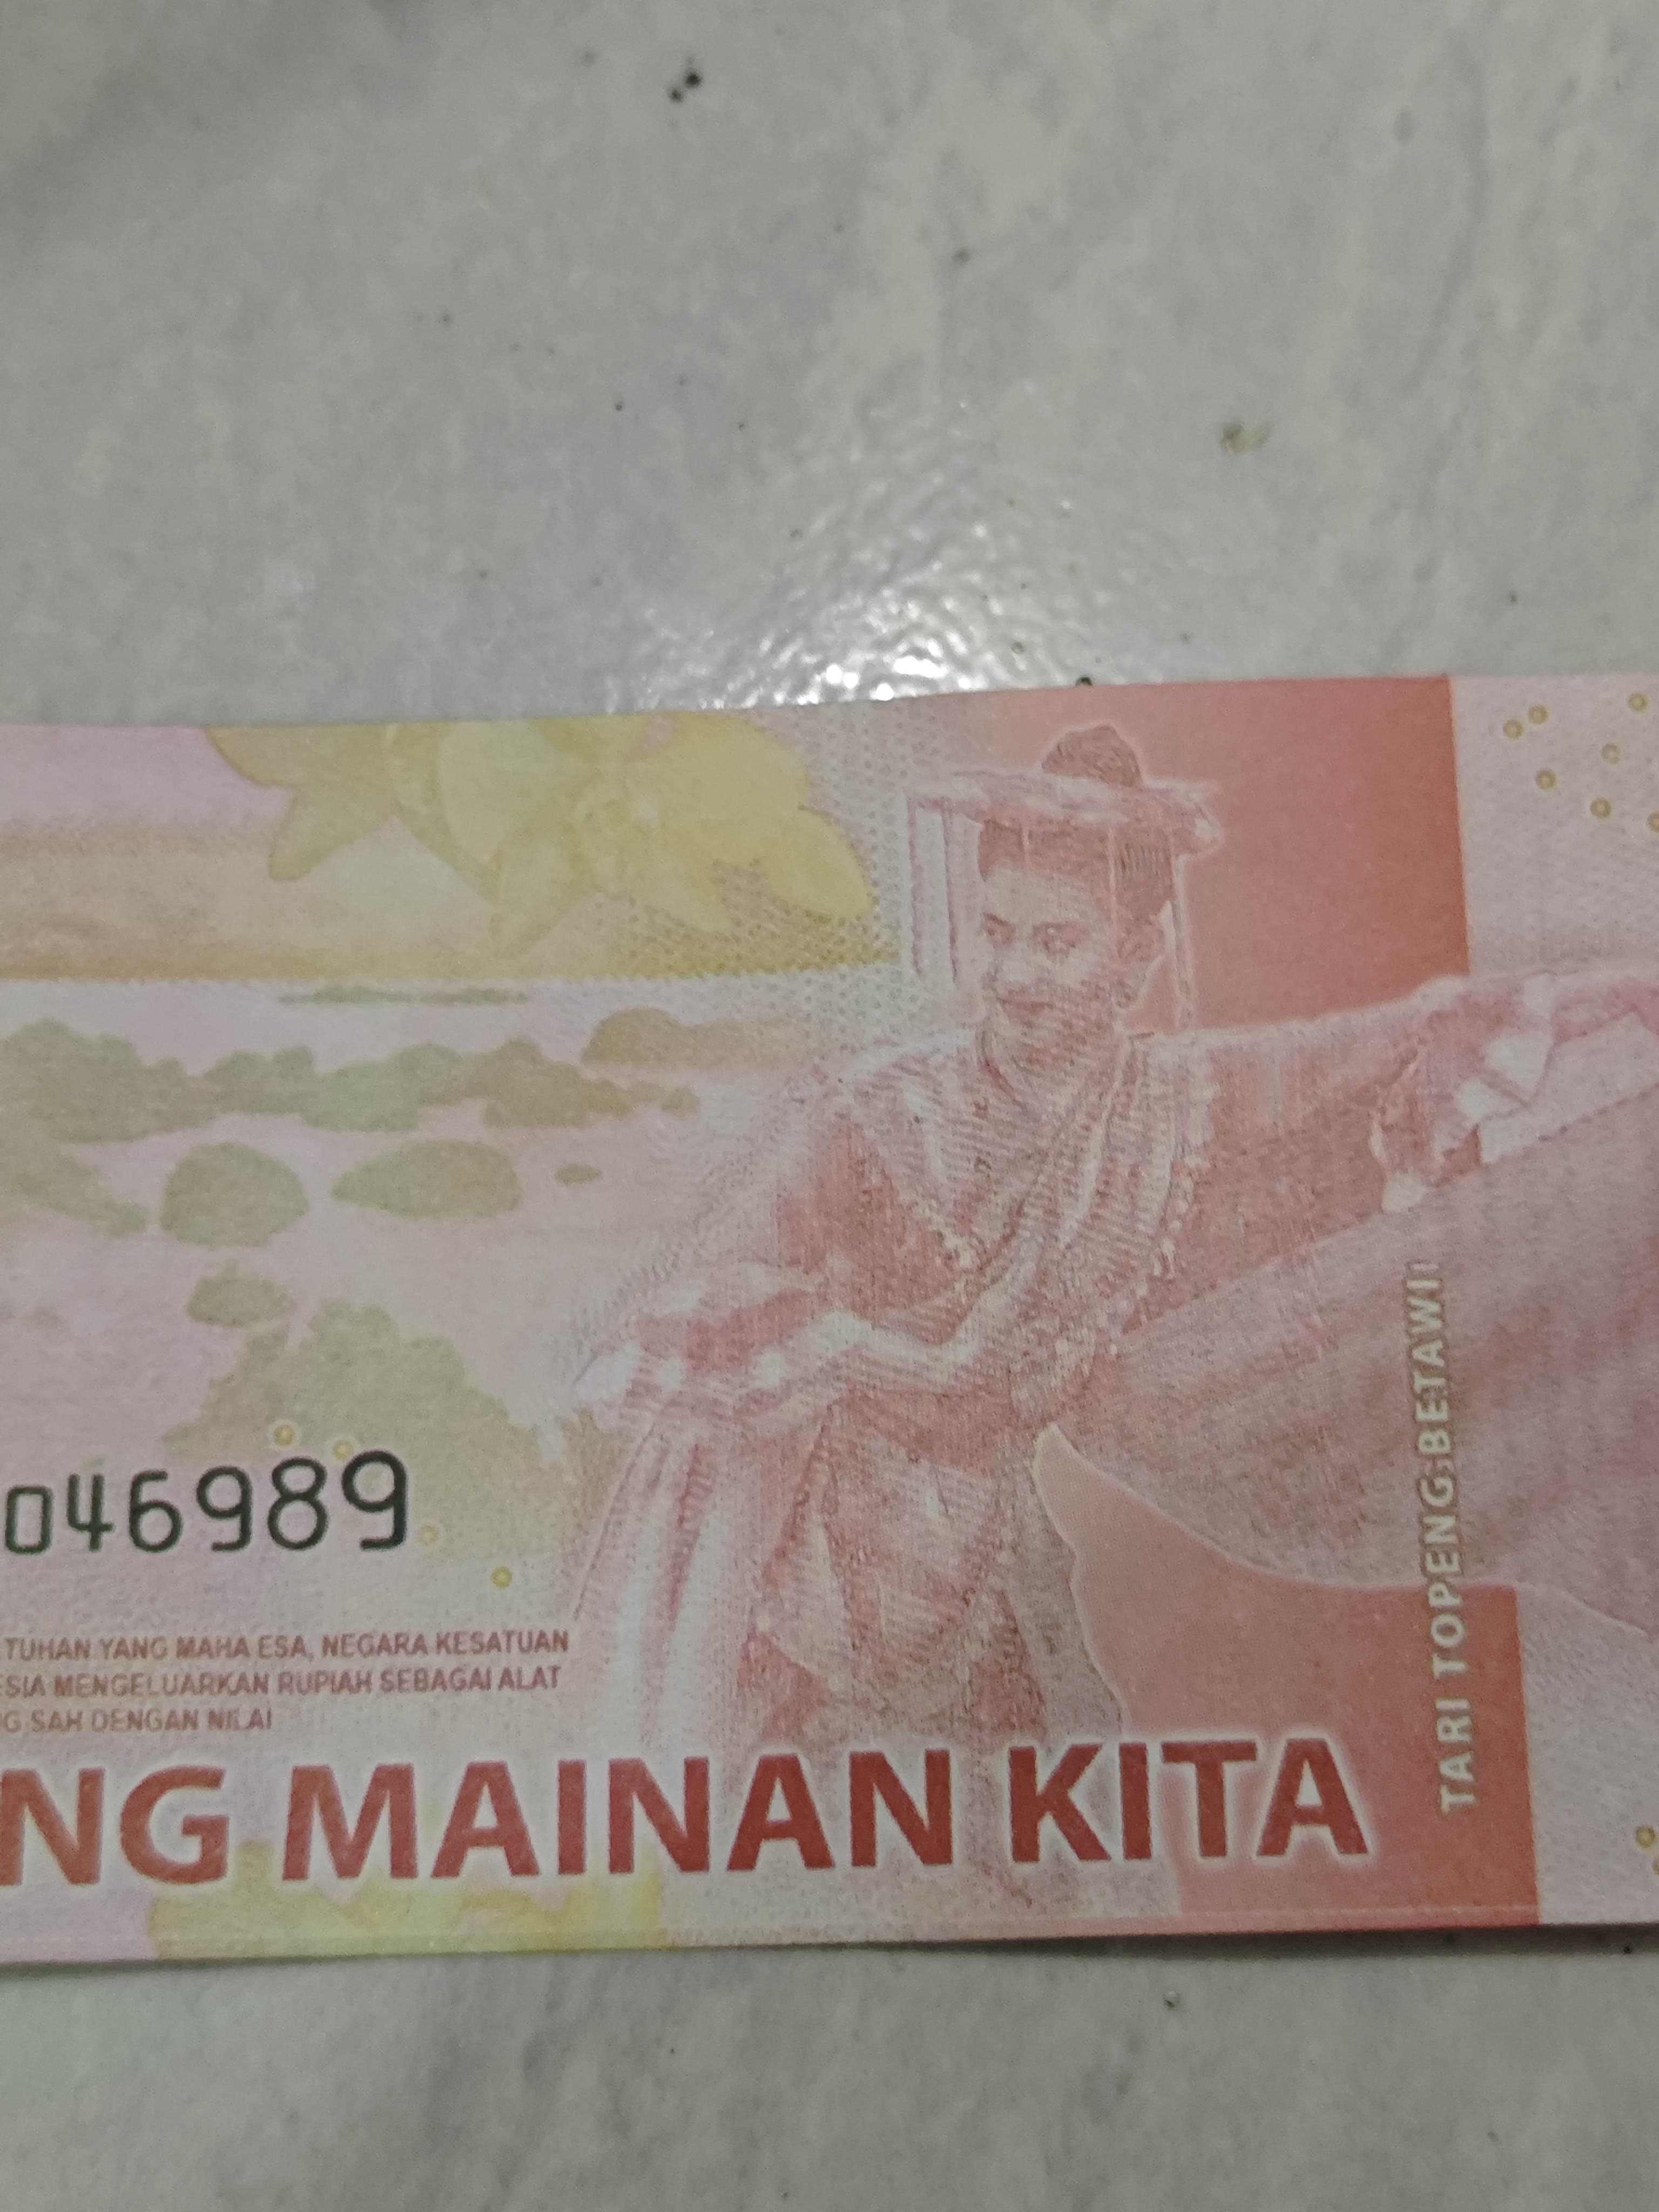 046989
TUHAN YANG MAHA ESA, NEGARA KESATUAN
ESIA MENGELUARKAN RUPIAH SEBAGAI ALAT
G SAH DENGAN NILAI
NG MAINAN KITA
TARI TOPENG BETAWI